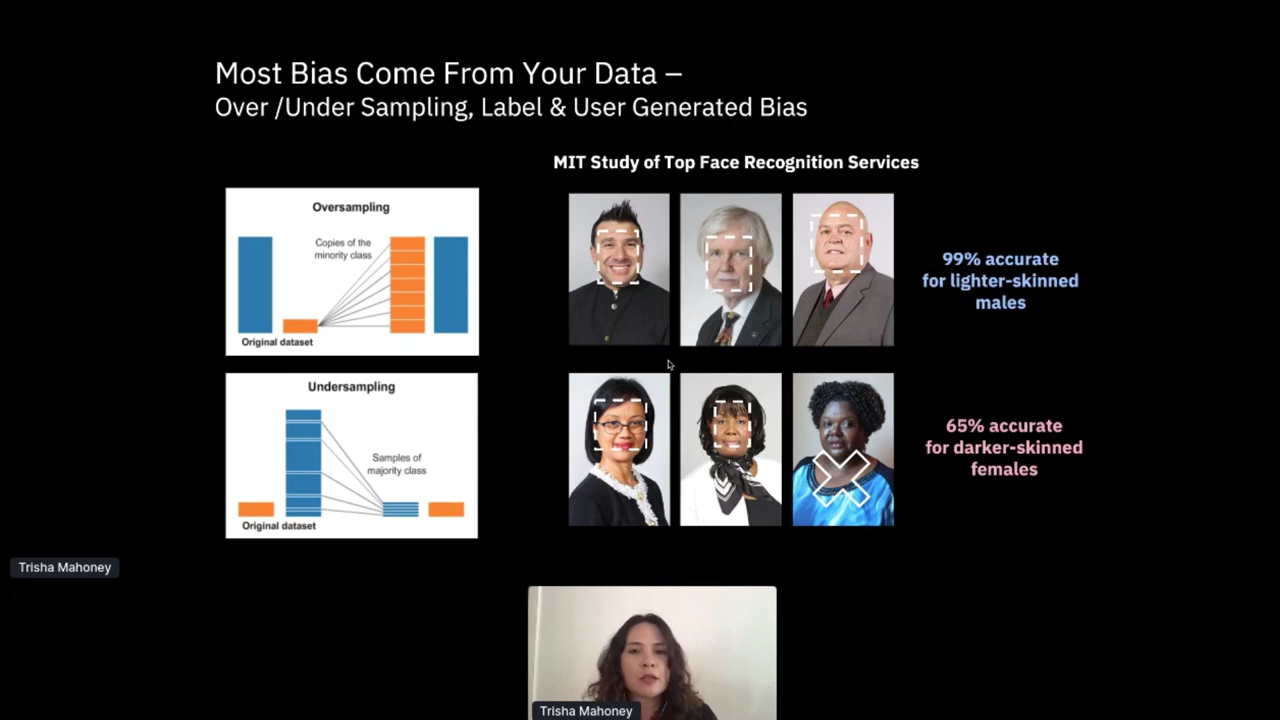 Most Bias Come From Your Data –
Over /Under Sampling, Label & User Generated Bias
MIT Study of Top Face Recognition Services
Oversampling
Copies of the
minority class
Original dataset
99% accurate
for lighter-skinned
males
Undersampling
Samples of
majority class
Original dataset
65% accurate
for darker-skinned
females
Trisha Mahoney
Trisha Mahoney